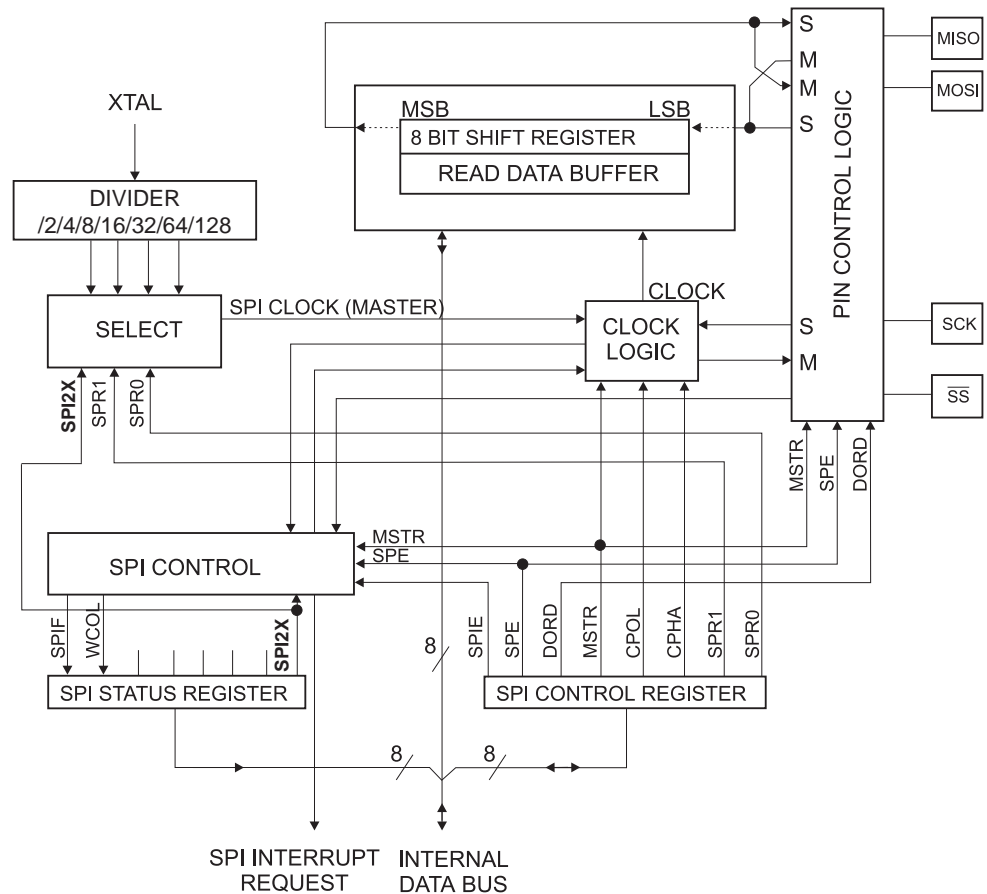 S
MISO
M
XTAL
M
MOSI
MSB
LSB
S
8 BIT SHIFT REGISTER
READ DATA BUFFER
DIVIDER
/2/4/8/16/32/64/128
PIN CONTROL LOGIC
SPI CLOCK (MASTER)
CLOCK
SELECT
CLOCK
LOGIC
S
SCK
M
SPI2X
SPR1
SPR0
SS
MSTR
SPE
DORD
MSTR
SPE
SPI CONTROL
SPIF
WCOL
SPI2X
8
SPIE
SPE
DORD
MSTR
CPOL
CPHA
SPR1
SPR0
SPI STATUS REGISTER
SPI CONTROL REGISTER
8
8
SPI INTERRUPT
REQUEST
INTERNAL
DATA BUS